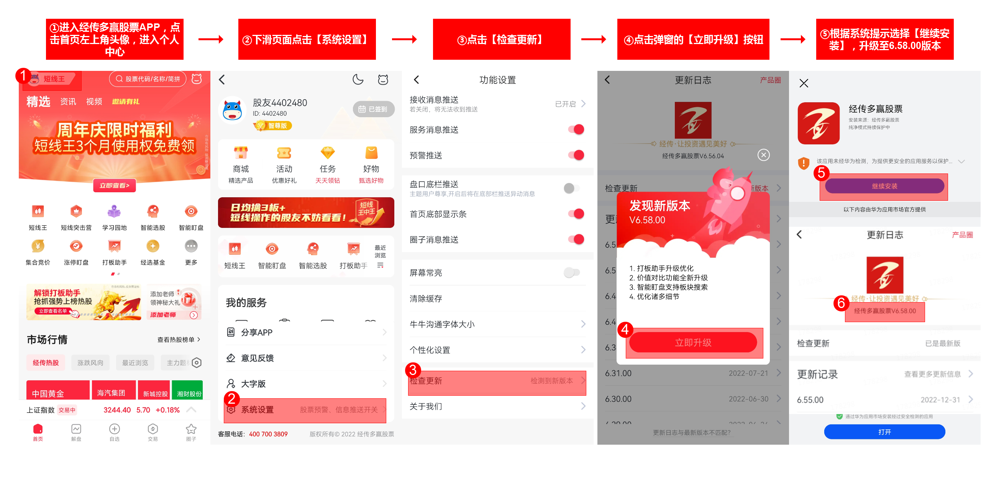 ①进入经传多赢股票APP，点
击首页左上角头像，进入个人
中心
②下滑页面点击【系统设置】
③点击【检查更新】
④点击弹窗的【立即升级】按钮
⑤根据系统提示选择【继续安
装】，升级至6.58.00版本
1
短线王
股票代码/名称/简拼
精选 资讯 视频 邀请有礼
周年庆限时福利
短线王3个月使用权免费领
立即查看>
短线王 短线突击营 学习园地 智能选股 智能盯盘
集合竞价 涨停盯盘 打板助手 经选基金 更多
市场有风险,投资需谨慎
解锁打板助手
抢抓强势上榜热股
立即查看名单
添加老师
领神秘大礼
添加老师
市场行情 查看热股榜单
经传热股 涨跌风向 最近浏览 主力题
中国黄金 海汽集团 新城控股 湘财股份
上证指数 交易中 3244.40 5.70 +0.18%
首页 解盘 自选 交易 圈子
股友4402480
ID: 4402480
智尊版
已签到
商城 活动 任务 好物
精选产品 优惠好礼 天天领钻 甄选好物
日均擒3板+
短线操作的股友不妨看看！
短线
王中王
短线王 智能盯盘 智能选股 打板助手
最近
浏览
我的服务
分享APP
意见反馈
大字版
2
系统设置 股票预警、信息推送开关
客服电话：400 700 3809 版权所有© 2022 经传多赢股票
功能设置
接收消息推送 已开启
若关闭，将无法收到推送
服务消息推送
预警推送
盘口底栏推送
主题用户尊享,开启后将在底部栏推送异动消息
首页底部显示条
圈子消息推送
屏幕常亮
清除缓存
牛牛沟通字体大小
个性化设置
3
检查更新 检测到新版本
关于我们
更新日志 产品圈
经传·让投资遇见美好
经传多赢股票V6.56.04
检查更新 新版本
发现新版本
V6.58.00
1. 打板助手升级优化
2. 价值对比功能全新升级
3. 智能盯盘支持板块搜索
4. 优化诸多细节
4
立即升级
更
6.5
6.5
6.4
6.4
6.3
6.31.00 2022-07-21
6.30.00 2022-06-30
更新日志与最新版本不匹配?
经传多赢股票
安装来源：经传多赢股票
纯净模式持续保护中
该应用未经华为检测，为提供更安全的应用服务以保护...
5
继续安装
以下内容由华为应用市场官方提供
更新日志 产品圈
经传·让投资遇见美好
6
经传多赢股票V6.58.00
检查更新 已是最新版
更新记录 查看更多更新信息
6.55.00 2022-12-31
通过华为应用市场安装经过安全检测的应用
打开